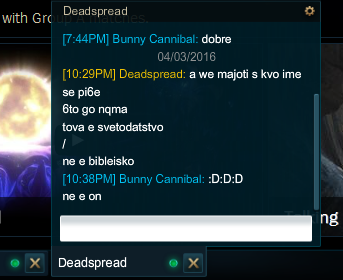 with Group A matches.
Deadspread
[7:44PM] Bunny Cannibal: dobre
04/03/2016
[10:29PM] Deadspread: a we majoti s kvo ime
se pi6e
6to go nqma
tova e svetodatstvo
/
ne e bibleisko
[10:38PM] Bunny Cannibal: :D:D:D
ne e on
Deadspread